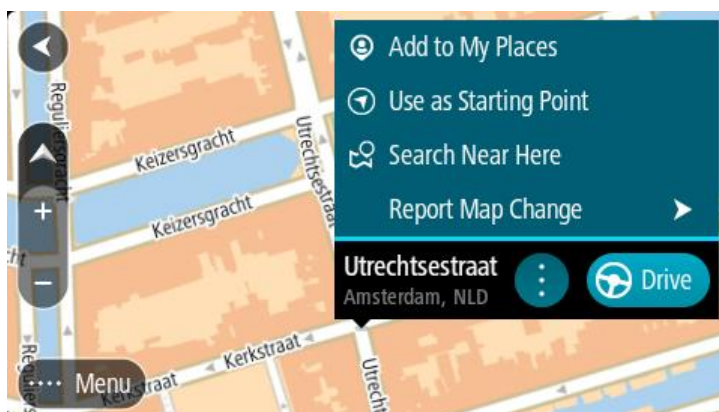 Add to My Places
Use as Starting Point
Search Near Here
Report Map Change
Utrechtsestraat
Amsterdam, NLD
Drive
Reguliersgracht
Keizersgracht
Utrechtsestraat
Keizersgracht
Kerkstraat
Menu